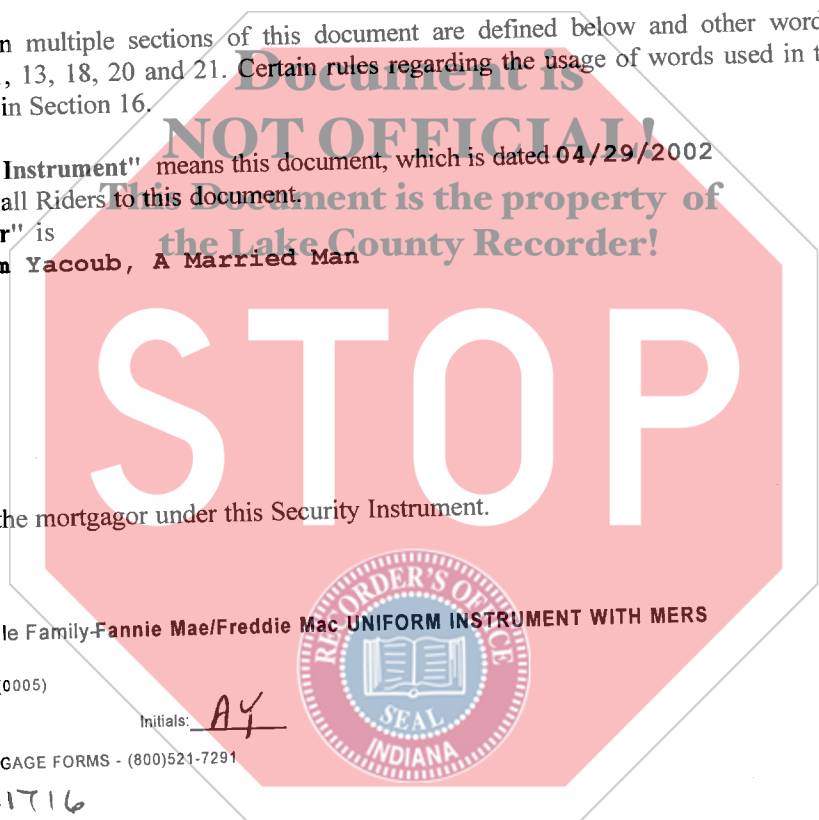 n multiple sections of this document are defined below and other word
, 13, 18, 20 and 21. Certain rules regarding the usage of words used in t
in Section 16.
Document is
NOT OFFICIAL!
This Document is the property of
the Lake County Recorder!
Instrument" means this document, which is dated 04/29/2002
all Riders to this document.
r" is
n Yacoub, A Married Man
STOP
the mortgagor under this Security Instrument.
le Family-Fannie Mae/Freddie Mac UNIFORM INSTRUMENT WITH MERS
(0005)
Initials: AY
GAGE FORMS - (800)521-7291
1716
RECORDER'S OFFICE
SEAL
INDIANA